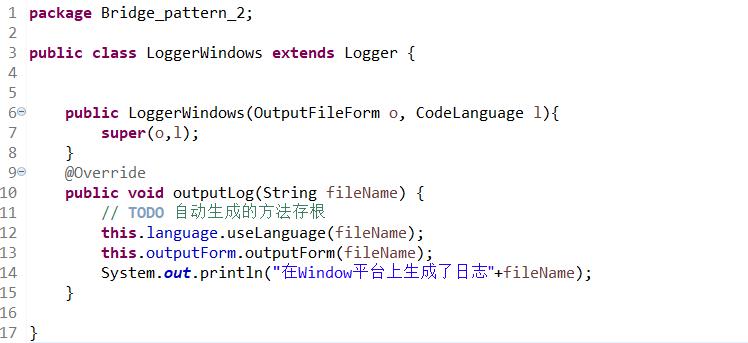 1 package Bridge_pattern_2;
2
3 public class LoggerWindows extends Logger {
4
5
6 public LoggerWindows(OutputFileForm o, CodeLanguage l){
7 super(o,l);
8 }
9 @Override
10 public void outputLog(String fileName) {
11 // TODO 自动生成的方法存根
12 this.language.useLanguage(fileName);
13 this.outputForm.outputForm(fileName);
14 System.out.println("在Window平台上生成了日志"+fileName);
15 }
16
17 }